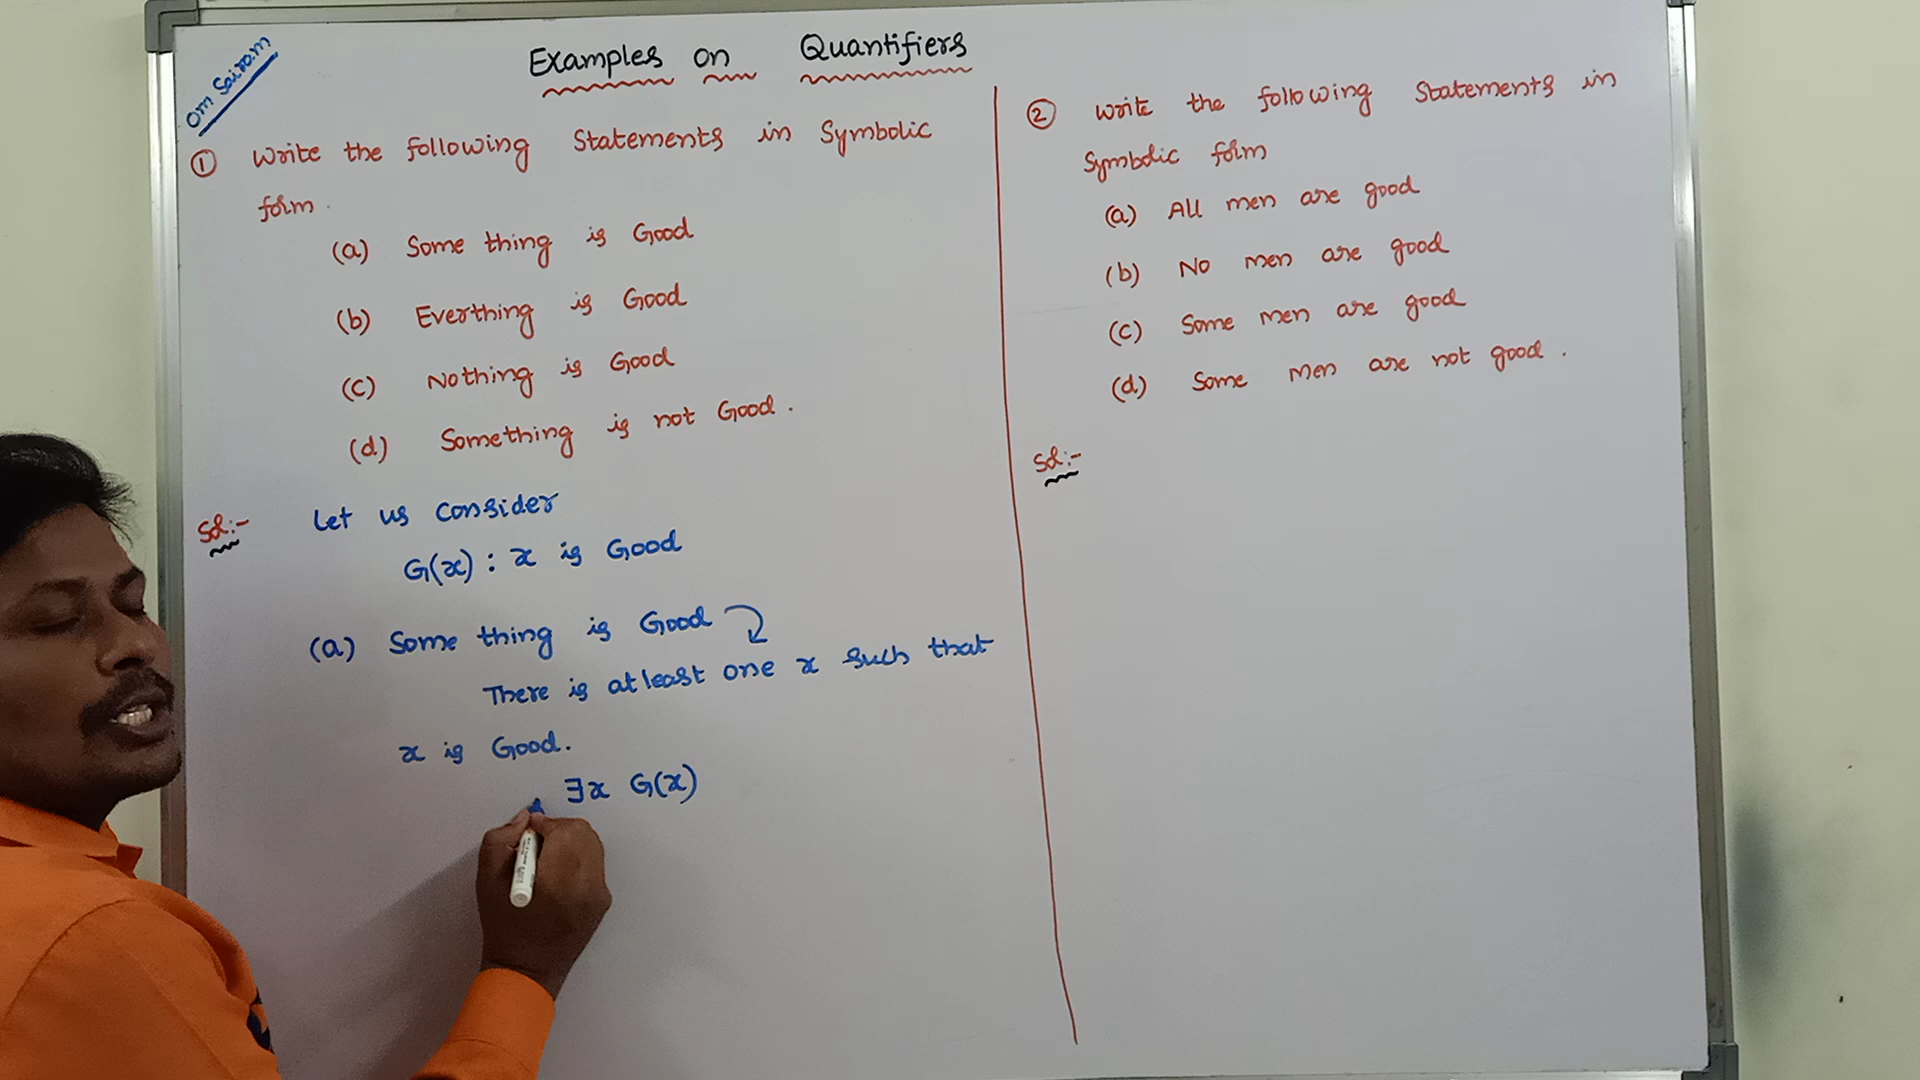 Om Sairam
Examples on Quantifiers
① Write the following Statements in Symbolic
form.
(a) Some thing is Good
(b) Everthing is Good
(c) Nothing is Good
(d) Something is not Good.
Sol:- Let us consider
G(x) : x is Good
(a) Some thing is Good
There is atleast one x such that
x is Good.
∃x G(x)
② Write the following Statements in
Symbolic form
(a) All men are good
(b) No men are good
(c) Some men are good
(d) Some men are not good.
Sol:-